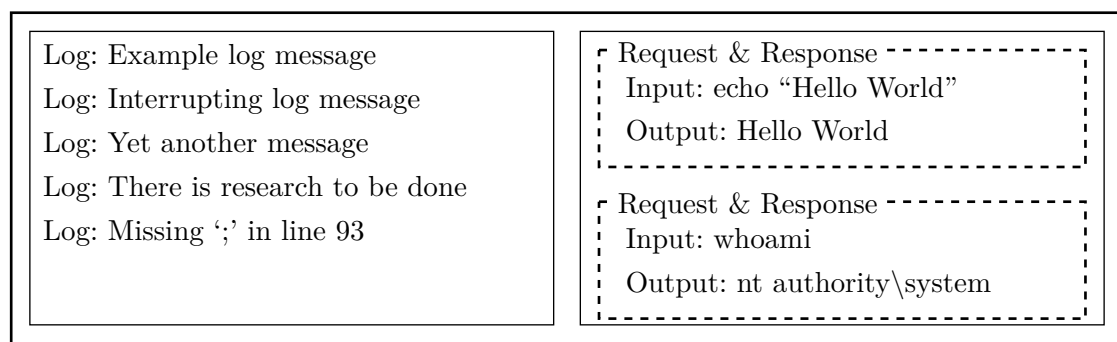 Log: Example log message
Log: Interrupting log message
Log: Yet another message
Log: There is research to be done
Log: Missing ‘;’ in line 93
Request & Response
Input: echo “Hello World”
Output: Hello World
Request & Response
Input: whoami
Output: nt authority\system